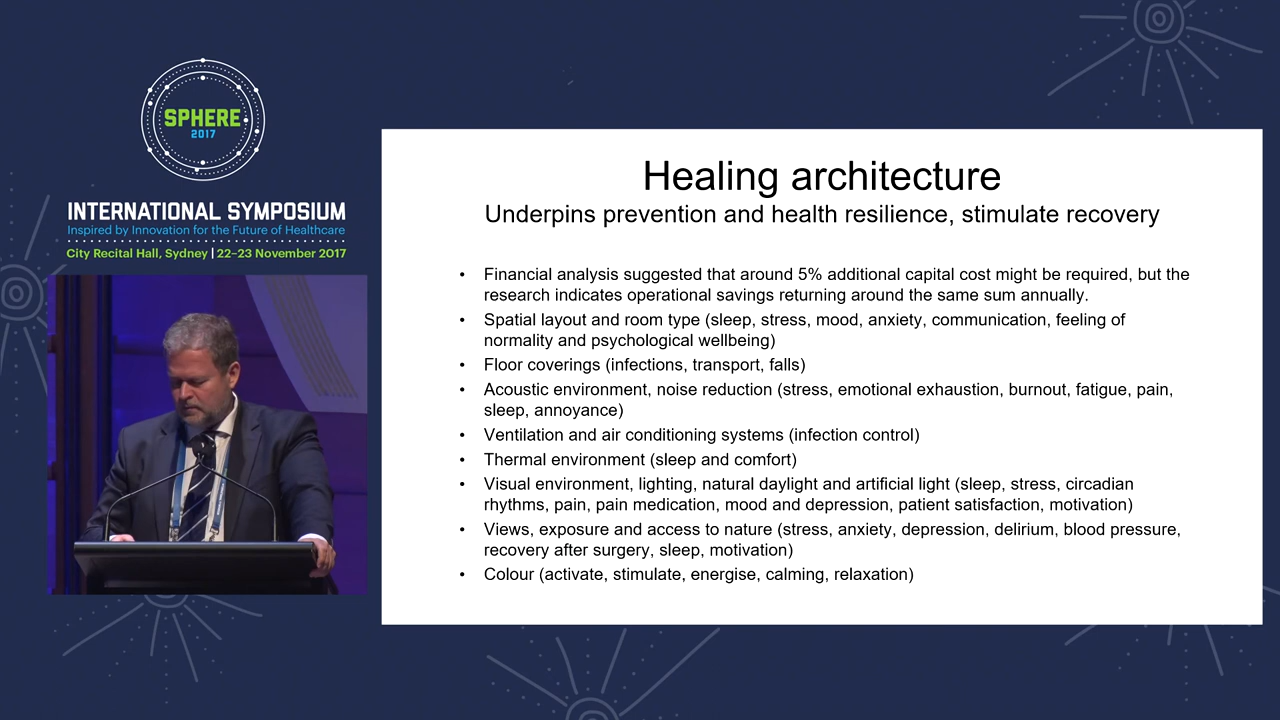 SPHERE
2017
INTERNATIONAL SYMPOSIUM
Inspired by Innovation for the Future of Healthcare
City Recital Hall, Sydney | 22–23 November 2017
Healing architecture
Underpins prevention and health resilience, stimulate recovery
• Financial analysis suggested that around 5% additional capital cost might be required, but the
research indicates operational savings returning around the same sum annually.
• Spatial layout and room type (sleep, stress, mood, anxiety, communication, feeling of
normality and psychological wellbeing)
• Floor coverings (infections, transport, falls)
• Acoustic environment, noise reduction (stress, emotional exhaustion, burnout, fatigue, pain,
sleep, annoyance)
• Ventilation and air conditioning systems (infection control)
• Thermal environment (sleep and comfort)
• Visual environment, lighting, natural daylight and artificial light (sleep, stress, circadian
rhythms, pain, pain medication, mood and depression, patient satisfaction, motivation)
• Views, exposure and access to nature (stress, anxiety, depression, delirium, blood pressure,
recovery after surgery, sleep, motivation)
• Colour (activate, stimulate, energise, calming, relaxation)